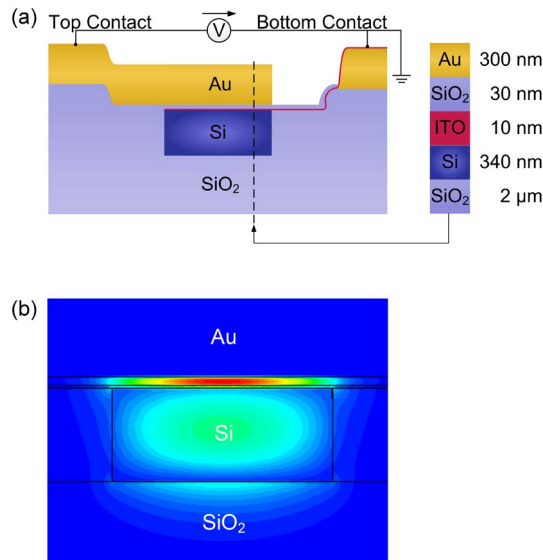 (a)
Top Contact
V
Bottom Contact
Au
Si
SiO2
Au 300 nm
SiO2 30 nm
ITO 10 nm
Si 340 nm
SiO2 2 µm
(b)
Au
Si
SiO2